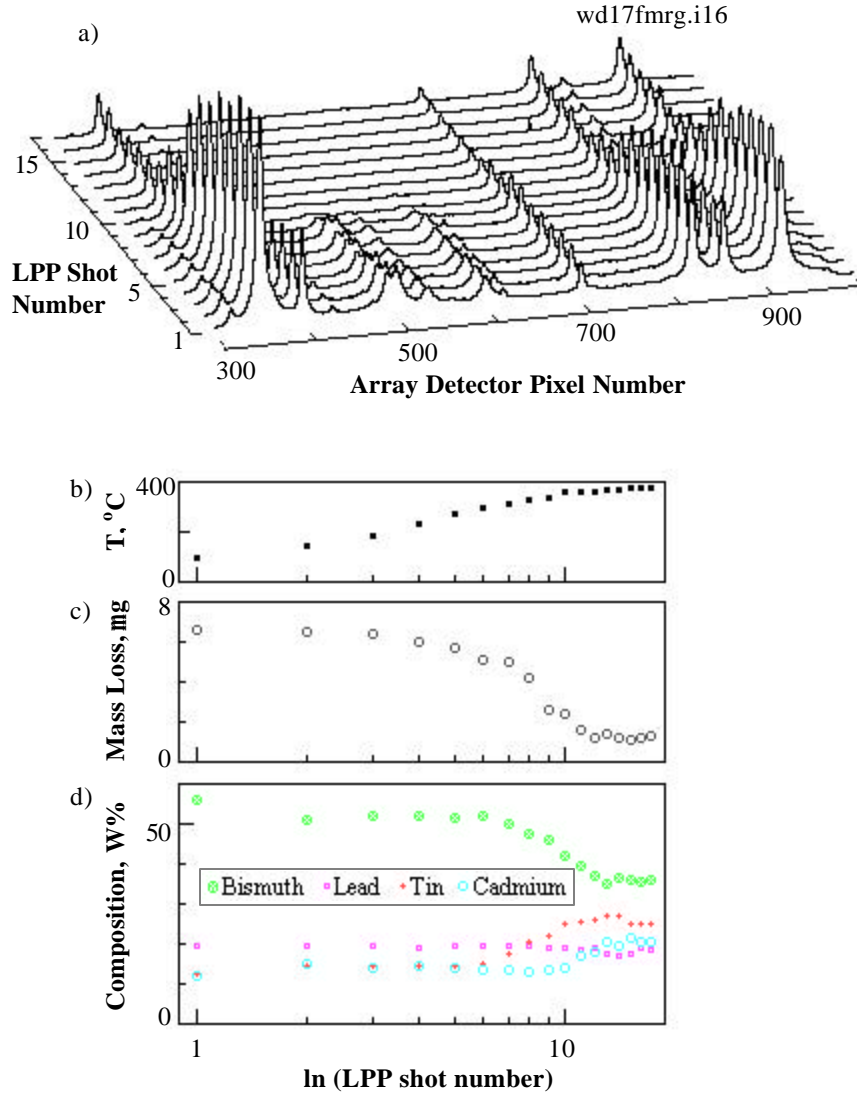 wd17fmrg.i16
a)
15
10
5
1
LPP Shot
Number
300
500
700
900
Array Detector Pixel Number
b)
T, °C
400
0
c)
Mass Loss, mg
8
0
d)
Composition, W%
50
0
Bismuth Lead Tin Cadmium
1
10
ln (LPP shot number)